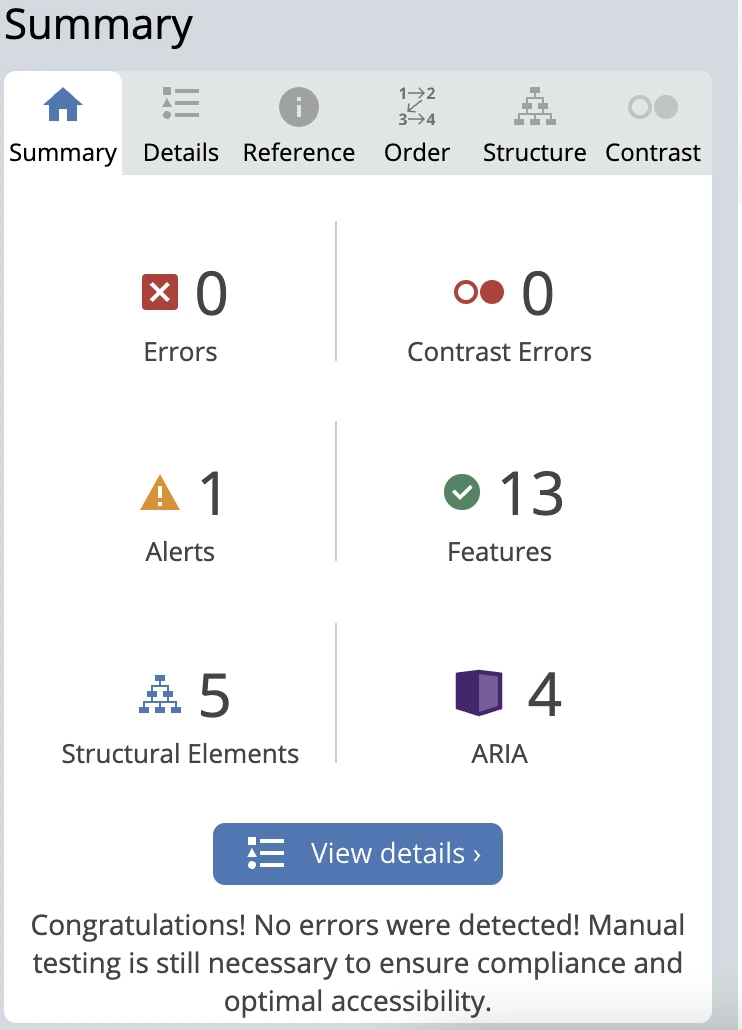 Summary
Summary Details Reference Order Structure Contrast
1→2
3→4
0
Errors
0
Contrast Errors
1
Alerts
13
Features
5
Structural Elements
4
ARIA
View details ›
Congratulations! No errors were detected! Manual
testing is still necessary to ensure compliance and
optimal accessibility.